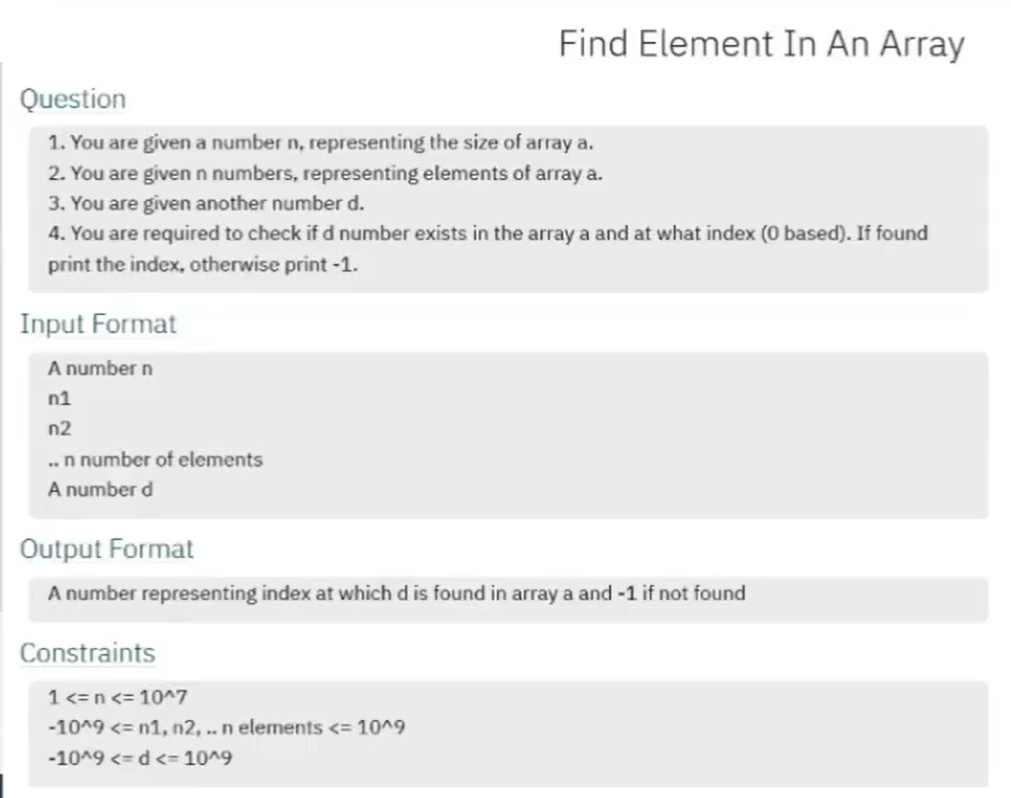 Find Element In An Array
Question
1. You are given a number n, representing the size of array a.
2. You are given n numbers, representing elements of array a.
3. You are given another number d.
4. You are required to check if d number exists in the array a and at what index (0 based). If found
print the index, otherwise print -1.
Input Format
A number n
n1
n2
.. n number of elements
A number d
Output Format
A number representing index at which d is found in array a and -1 if not found
Constraints
1 <= n <= 10^7
-10^9 <= n1, n2, .. n elements <= 10^9
-10^9 <= d <= 10^9